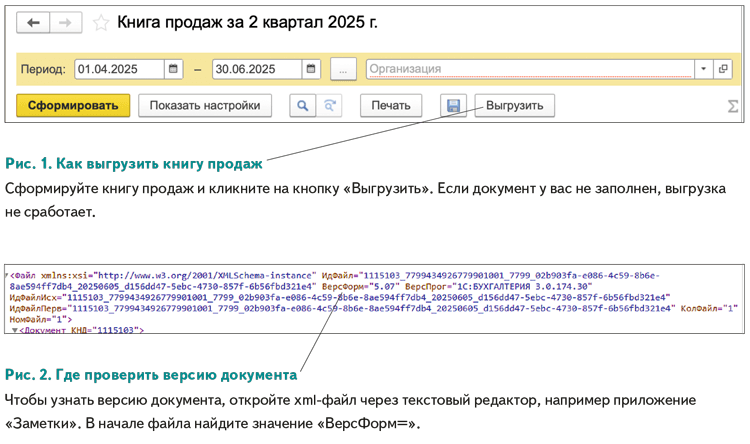 Книга продаж за 2 квартал 2025 г.
Период: 01.04.2025 – 30.06.2025 ... Организация
Сформировать Показать настройки Печать Выгрузить Σ
Рис. 1. Как выгрузить книгу продаж
Сформируйте книгу продаж и кликните на кнопку «Выгрузить». Если документ у вас не заполнен, выгрузка
не сработает.
<Файл xmlns:xsi="http://www.w3.org/2001/XMLSchema-instance" ИдФайл="1115103_7799434926779901001_7799_02b903fa-e086-4c59-8b6e-
8ae594ff7db4_20250605_d156dd47-5ebc-4730-857f-6b56fbd321e4" ВерсФорм="5.07" ВерсПрог="1С:БУХГАЛТЕРИЯ 3.0.174.30"
ИдФайлИсх="1115103_7799434926779901001_7799_02b903fa-e086-4c59-8b6e-8ae594ff7db4_20250605_d156dd47-5ebc-4730-857f-6b56fbd321e4"
ИдФайлПерв="1115103_7799434926779901001_7799_02b903fa-e086-4c59-8b6e-8ae594ff7db4_20250605_d156dd47-5ebc-4730-857f-6b56fbd321e4" КолФайл="1"
НомФайл="1">
<Документ КНД="1115103">
Рис. 2. Где проверить версию документа
Чтобы узнать версию документа, откройте xml-файл через текстовый редактор, например приложение
«Заметки». В начале файла найдите значение «ВерсФорм=».